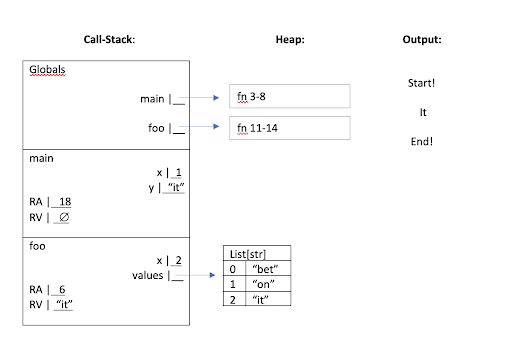 Call-Stack: Heap: Output:
Globals
main |__ fn 3-8 Start!
foo |__ fn 11-14 It
End!
main
x | 1
y | "it"
RA | 18
RV | ∅
foo
x | 2 List[str]
values |__ 0 "bet"
1 "on"
RA | 6 2 "it"
RV | "it"